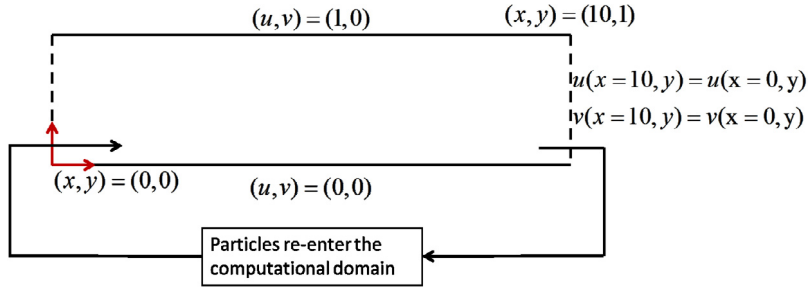 (u,v) = (1,0)
(x, y) = (10,1)
u(x = 10, y) = u(x = 0, y)
v(x = 10, y) = v(x = 0, y)
(x, y) = (0,0)
(u,v) = (0,0)
Particles re-enter the
computational domain